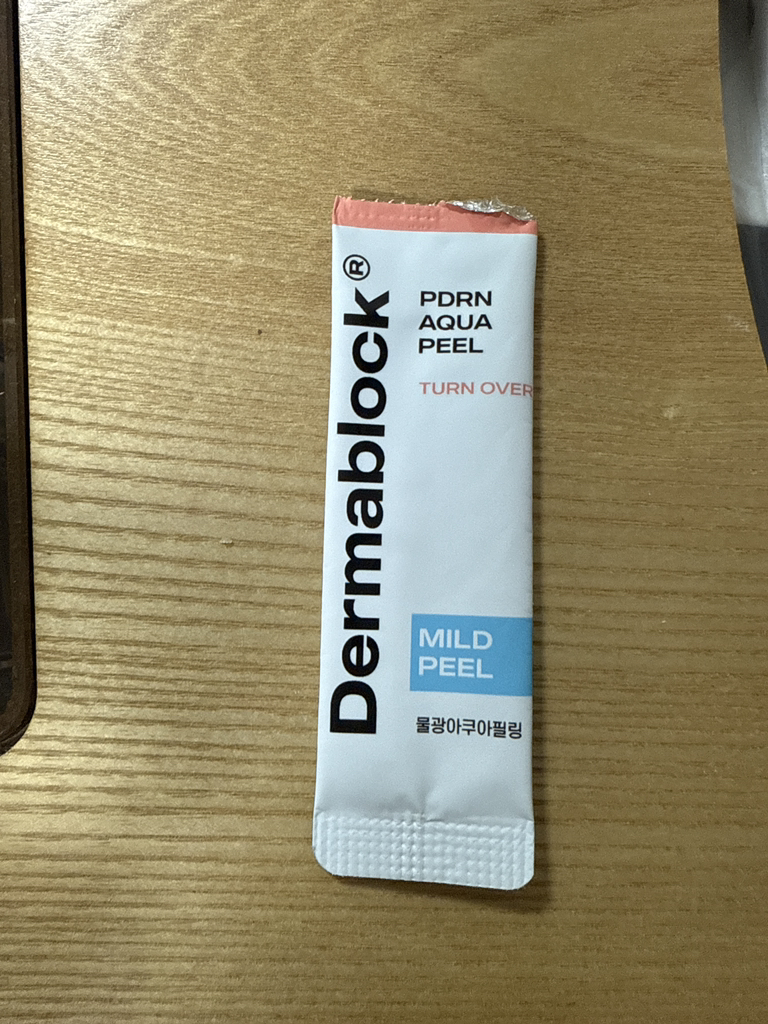 Dermablock®
PDRN
AQUA
PEEL
TURN OVER
MILD
PEEL
물광아쿠아필링